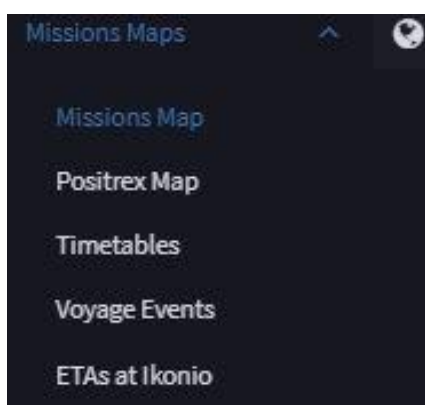 Missions Maps
Missions Map
Positrex Map
Timetables
Voyage Events
ETAs at Ikonio